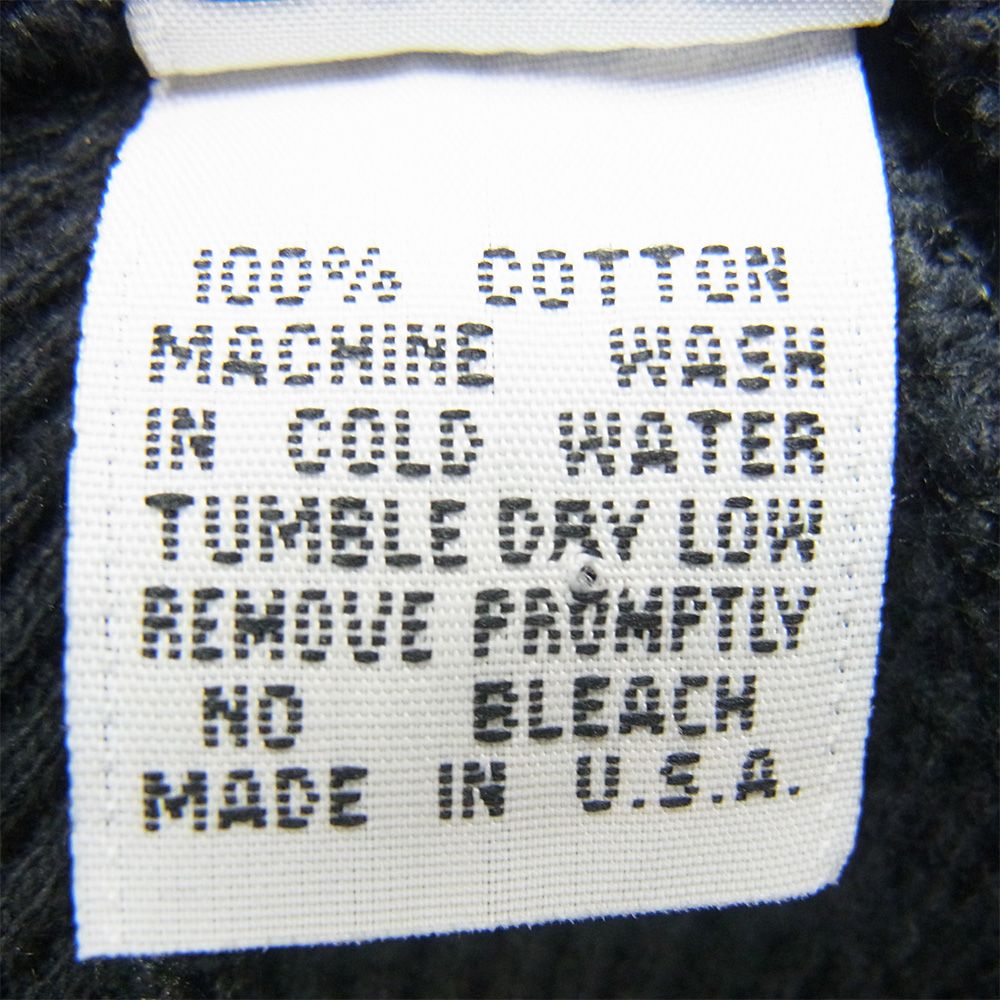 100% COTTON
MACHINE WASH
IN COLD WATER
TUMBLE DRY LOW
REMOVE PROMPTLY
NO BLEACH
MADE IN U.S.A.